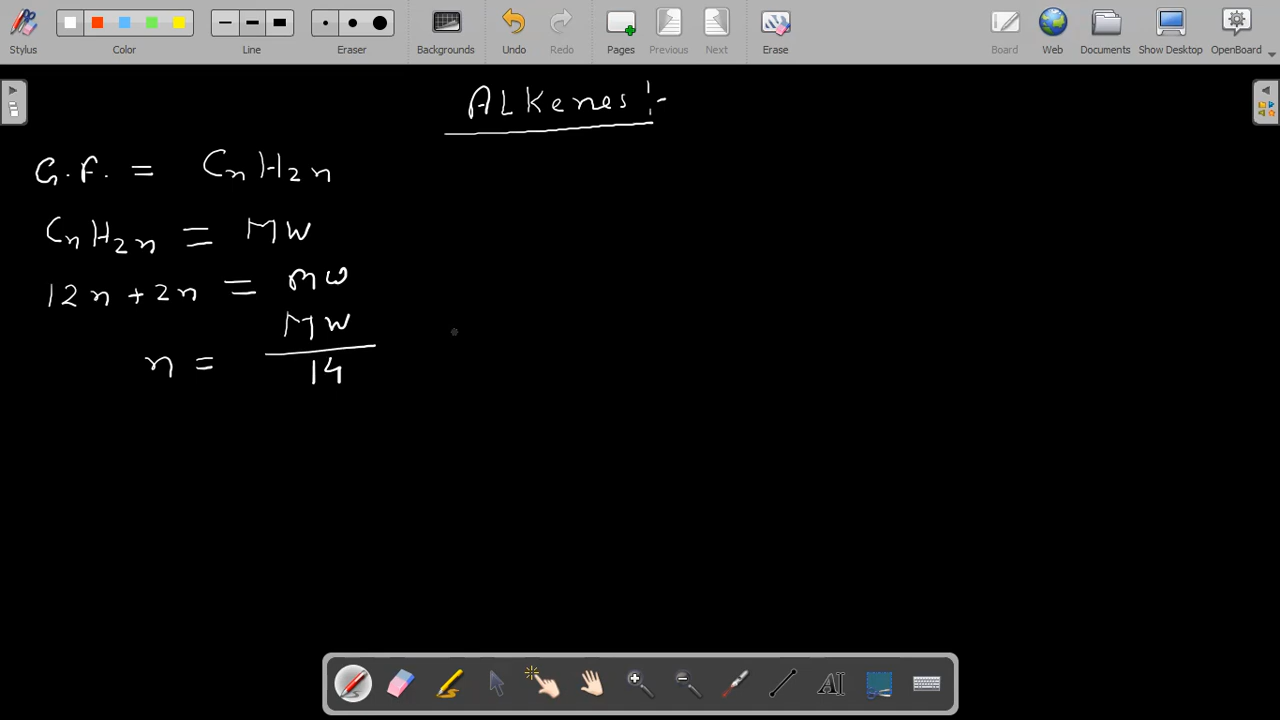 Stylus
Color
Line
Eraser
Backgrounds
Undo
Redo
Pages
Previous
Next
Erase
Board
Web
Documents
Show Desktop
OpenBoard
ALKenes :-
G.F. = CnH2n
CnH2n = MW
12n + 2n = MW
n = MW / 14
AI